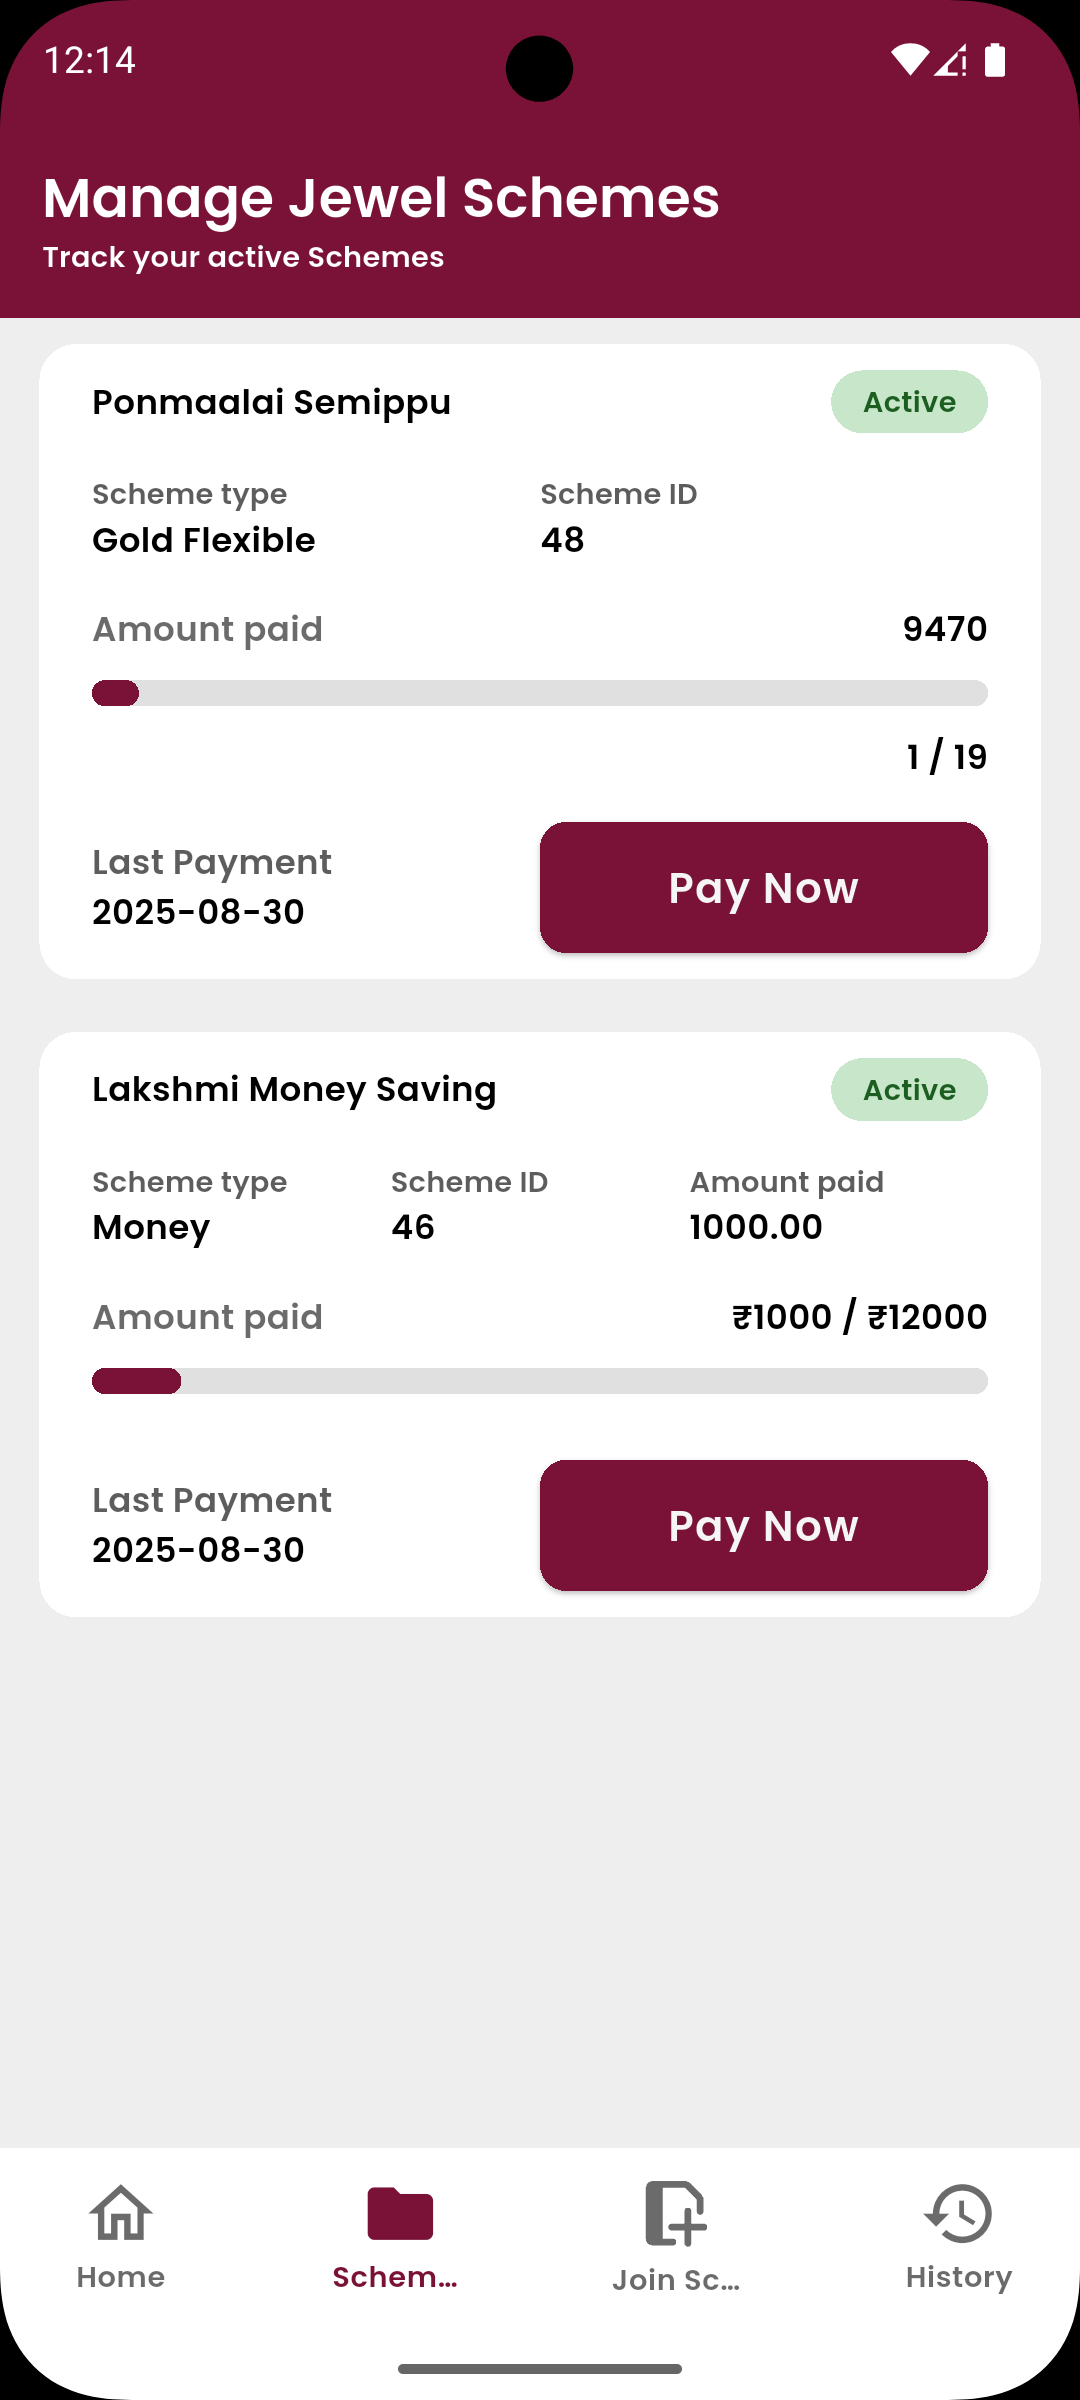 12:14
Manage Jewel Schemes
Track your active Schemes
Ponmaalai Semippu
Active
Scheme type
Scheme ID
Gold Flexible
48
Amount paid
9470
1 / 19
Last Payment
2025-08-30
Pay Now
Lakshmi Money Saving
Active
Scheme type
Scheme ID
Amount paid
Money
46
1000.00
Amount paid
₹1000 / ₹12000
Last Payment
2025-08-30
Pay Now
Home
Schem...
Join Sc...
History